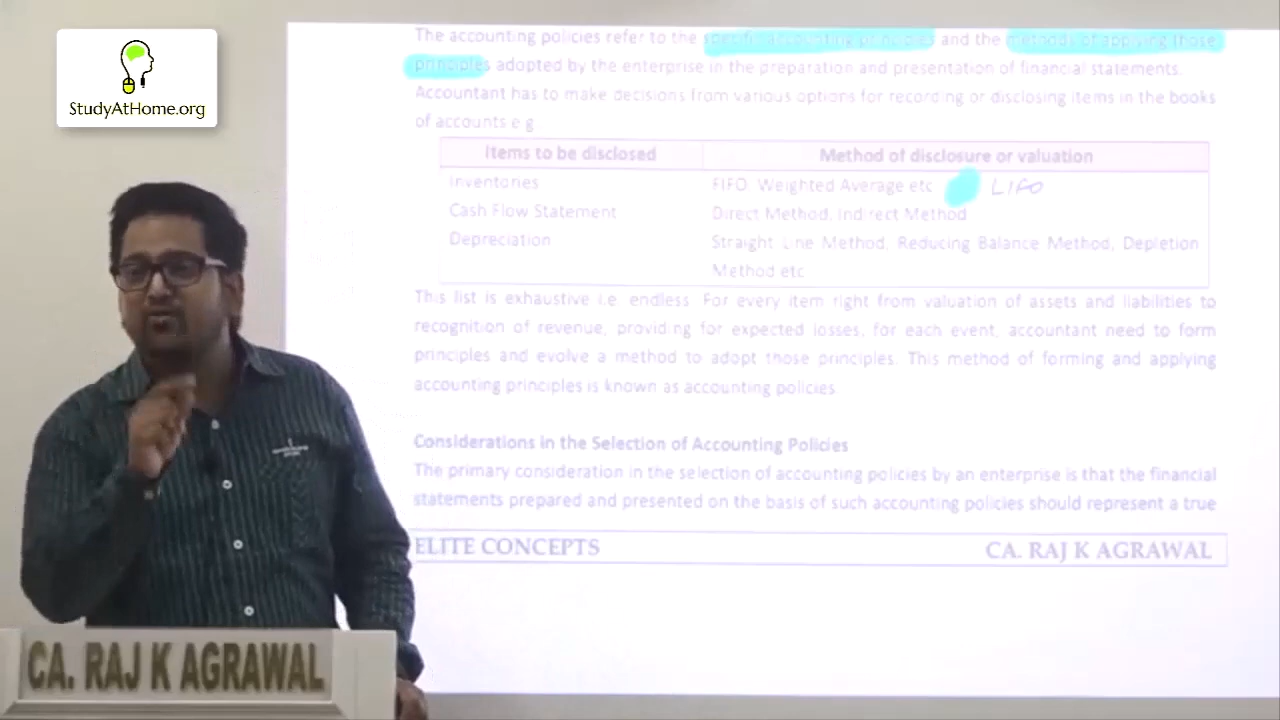 StudyAtHome.org
The accounting policies refer to the specific accounting principles and the methods of applying those
principles adopted by the enterprise in the preparation and presentation of financial statements.
Accountant has to make decisions from various options for recording or disclosing items in the books
of accounts e g
Items to be disclosed Method of disclosure or valuation
Inventories FIFO Weighted Average etc LIFO
Cash Flow Statement Direct Method, Indirect Method
Depreciation Straight Line Method, Reducing Balance Method, Depletion
Method etc
This list is exhaustive i.e endless For every item right from valuation of assets and liabilities to
recognition of revenue, providing for expected losses, for each event, accountant need to form
principles and evolve a method to adopt those principles. This method of forming and applying
accounting principles is known as accounting policies
Considerations in the Selection of Accounting Policies
The primary consideration in the selection of accounting policies by an enterprise is that the financial
statements prepared and presented on the basis of such accounting policies should represent a true
ELITE CONCEPTS CA. RAJ K AGRAWAL
CA. RAJ K AGRAWAL